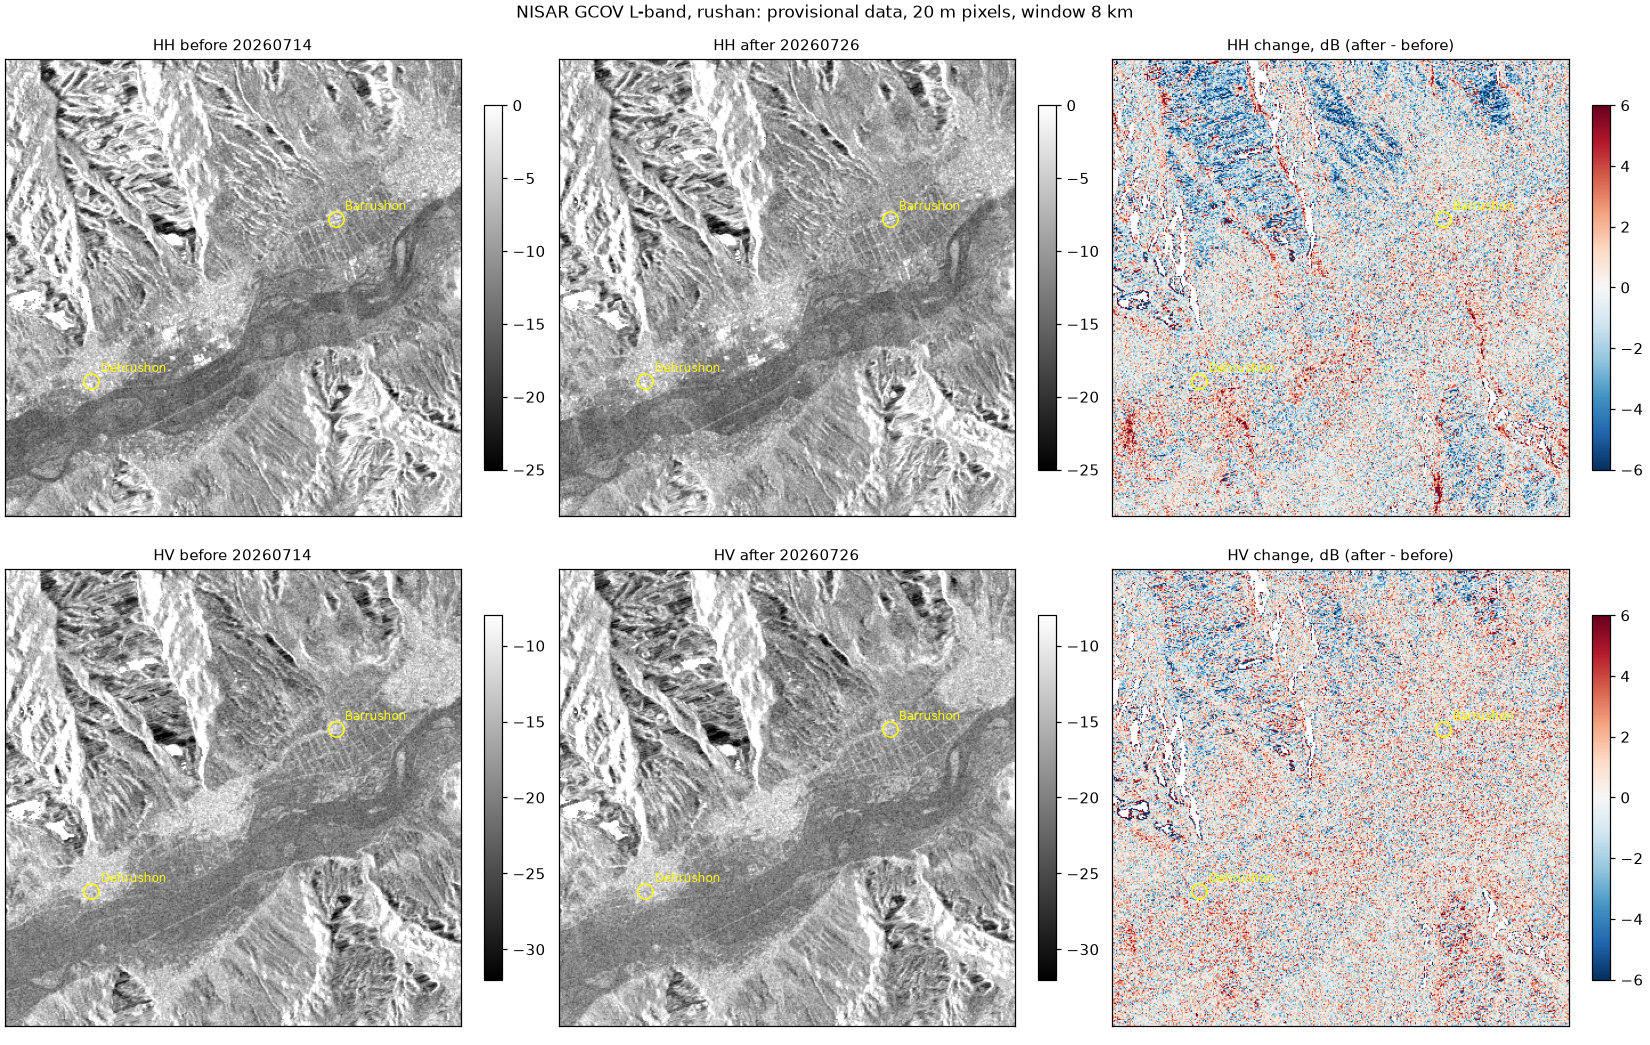 NISAR GCOV L-band, rushan: provisional data, 20 m pixels, window 8 km
HH before 20260714
HH after 20260726
HH change, dB (after - before)
Barrushon
Dehrushon
0
−5
−10
−15
−20
−25
Barrushon
Dehrushon
0
−5
−10
−15
−20
−25
Barrushon
Dehrushon
6
4
2
0
−2
−4
−6
HV before 20260714
HV after 20260726
HV change, dB (after - before)
Barrushon
Dehrushon
−10
−15
−20
−25
−30
Barrushon
Dehrushon
−10
−15
−20
−25
−30
Barrushon
Dehrushon
6
4
2
0
−2
−4
−6